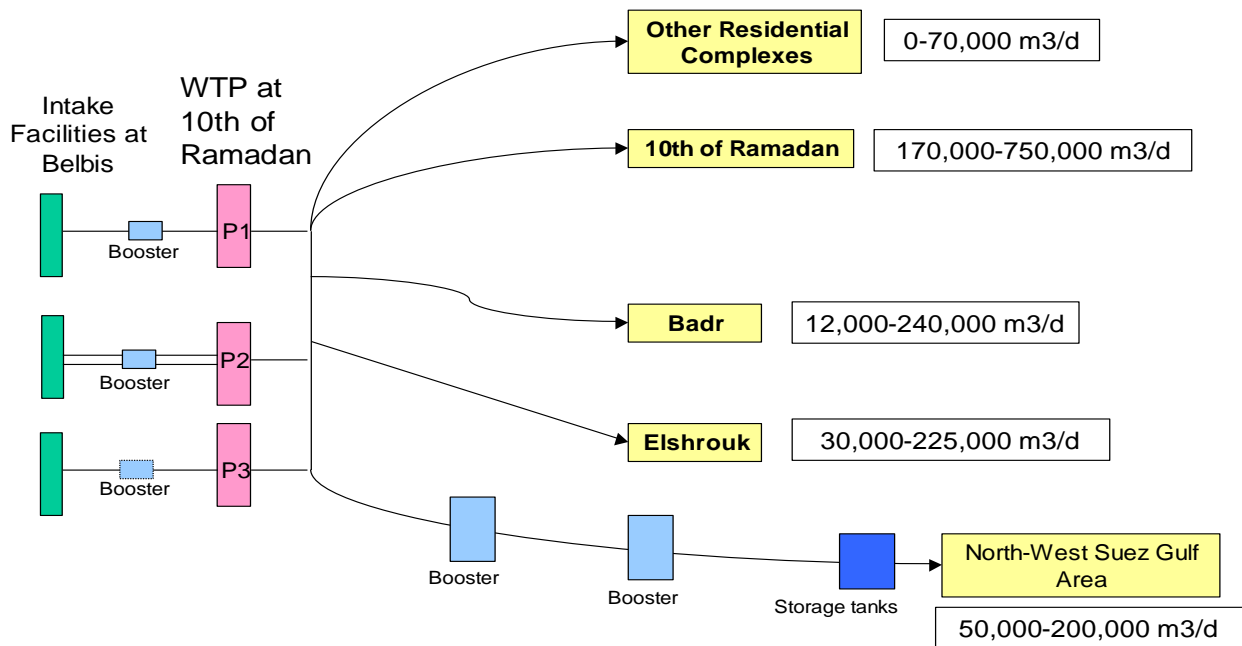 Other Residential
Complexes
0-70,000 m3/d
WTP at
10th of
Ramadan
Intake
Facilities at
Belbis
10th of Ramadan
170,000-750,000 m3/d
P1
Booster
Badr
12,000-240,000 m3/d
P2
Booster
Elshrouk
30,000-225,000 m3/d
P3
Booster
Booster
Booster
Storage tanks
North-West Suez Gulf
Area
50,000-200,000 m3/d